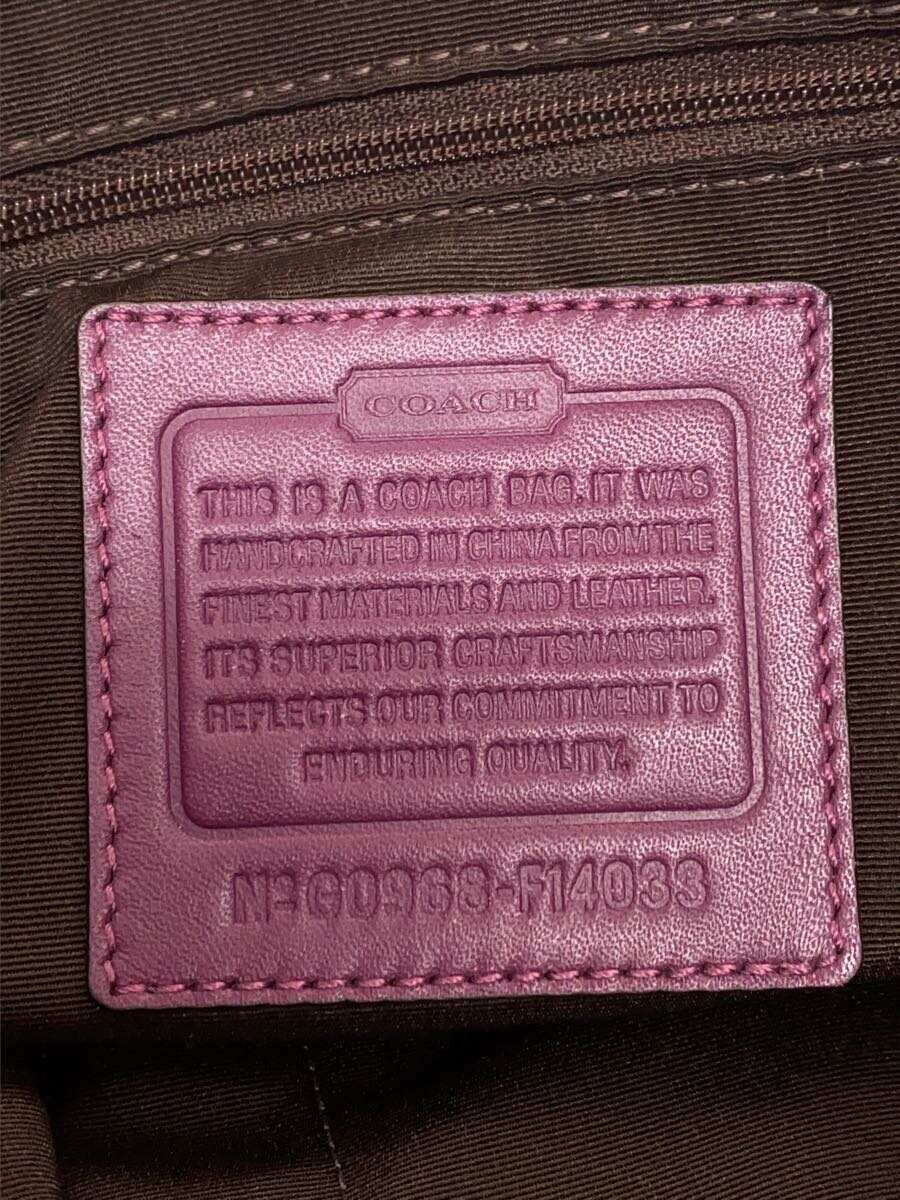 COACH
THIS IS A COACH BAG. IT WAS
HANDCRAFTED IN CHINA FROM THE
FINEST MATERIALS AND LEATHER.
ITS SUPERIOR CRAFTSMANSHIP
REFLECTS OUR COMMITMENT TO
ENDURING QUALITY.
Nº G0968-F14033